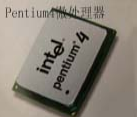 Pentium4微处理器
intel
pentium 4